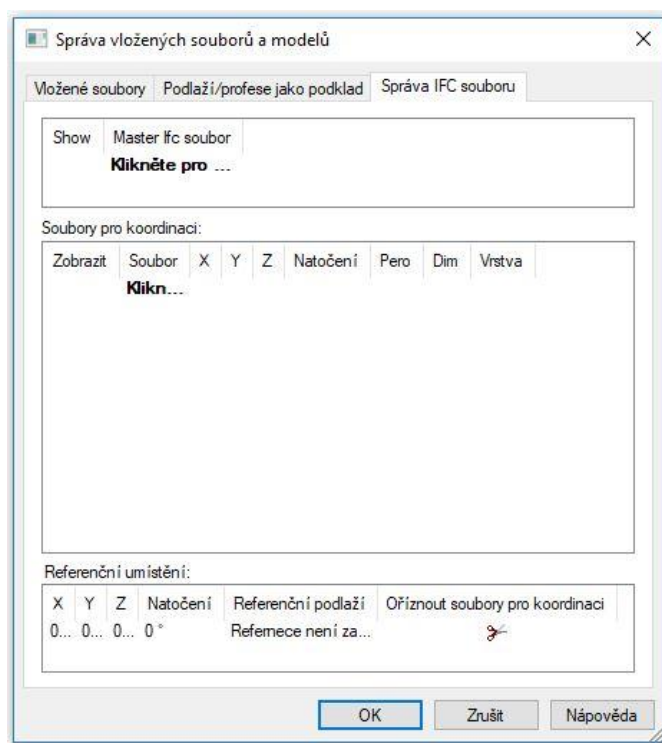 Správa vložených souborů a modelů
Vložené soubory Podlaží/profese jako podklad Správa IFC souboru
Show Master Ifc soubor
Klikněte pro ...
Soubory pro koordinaci:
Zobrazit Soubor X Y Z Natočení Pero Dim Vrstva
Klikn...
Referenční umístění:
X Y Z Natočení Referenční podlaží Oříznout soubory pro koordinaci
0... 0... 0... 0 ° Refernece není za...
OK Zrušit Nápověda